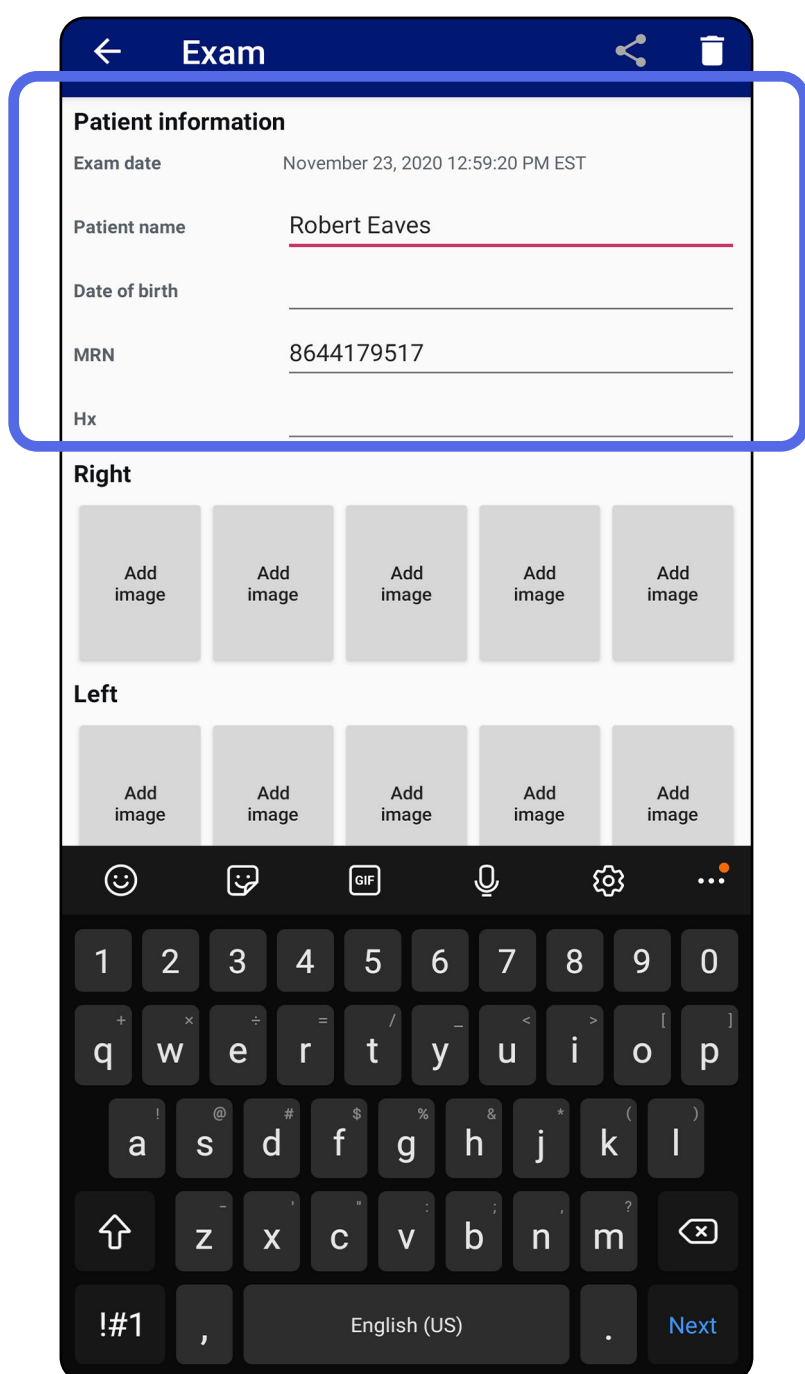 Exam
Patient information
Exam date November 23, 2020 12:59:20 PM EST
Patient name Robert Eaves
Date of birth
MRN 8644179517
Hx
Right
Add image Add image Add image Add image Add image
Left
Add image Add image Add image Add image Add image
GIF
1 2 3 4 5 6 7 8 9 0
+ × ÷ = / _ < > [ ]
q w e r t y u i o p
! @ # $ % & * ( )
a s d f g h j k l
- ' " : ; , ?
z x c v b n m
!#1 , English (US) . Next